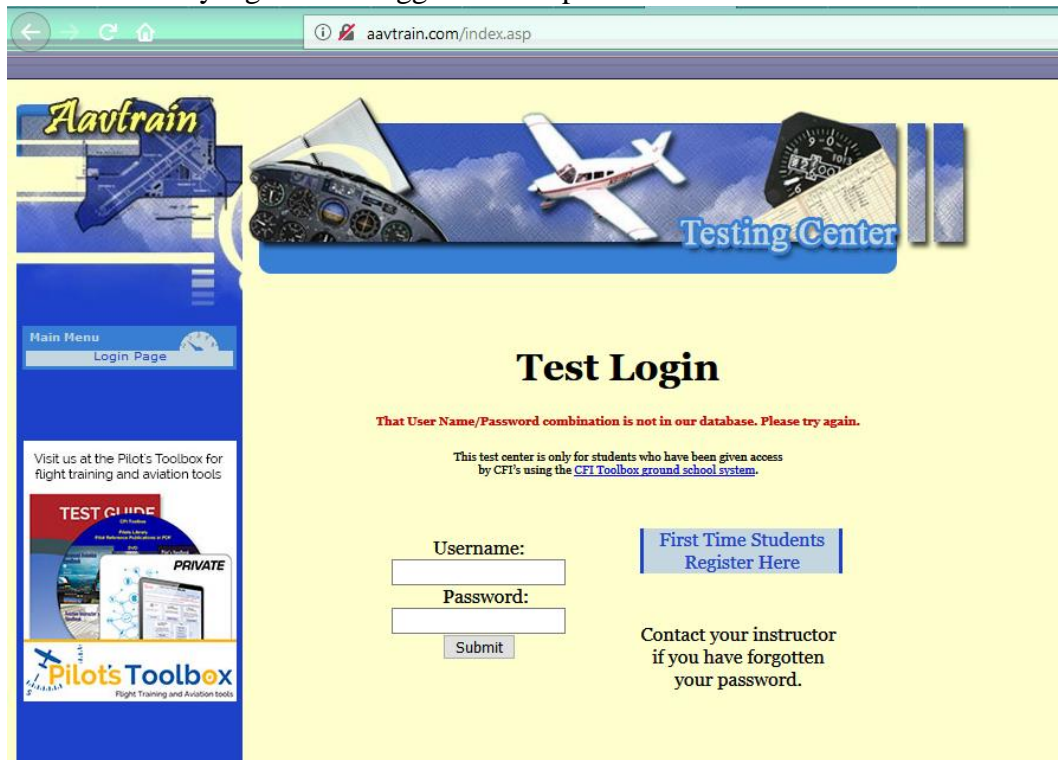 aavtrain.com/index.asp
Aavtrain
Testing Center
Main Menu
Login Page
Test Login
That User Name/Password combination is not in our database. Please try again.
This test center is only for students who have been given access
by CFI's using the CFI Toolbox ground school system.
Visit us at the Pilot's Toolbox for
flight training and aviation tools
TEST GUIDE
CFI Toolbox
PRIVATE
Pilot's Toolbox
Flight Training and Aviation tools
Username:
Password:
Submit
First Time Students
Register Here
Contact your instructor
if you have forgotten
your password.